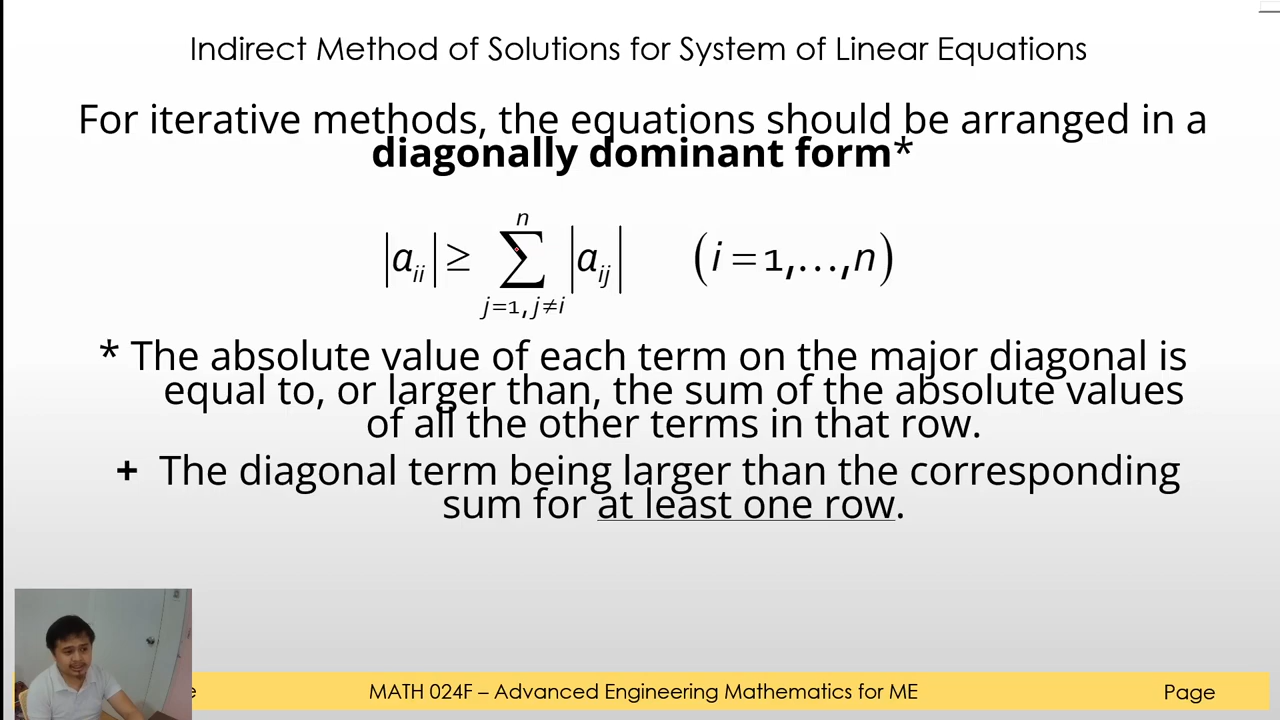 Indirect Method of Solutions for System of Linear Equations
For iterative methods, the equations should be arranged in a
diagonally dominant form*
|a_ii| ≥ ∑_{j=1, j≠i}^{n} |a_ij| (i = 1,...,n)
* The absolute value of each term on the major diagonal is
equal to, or larger than, the sum of the absolute values
of all the other terms in that row.
+ The diagonal term being larger than the corresponding
sum for at least one row.
MATH 024F – Advanced Engineering Mathematics for ME
Page